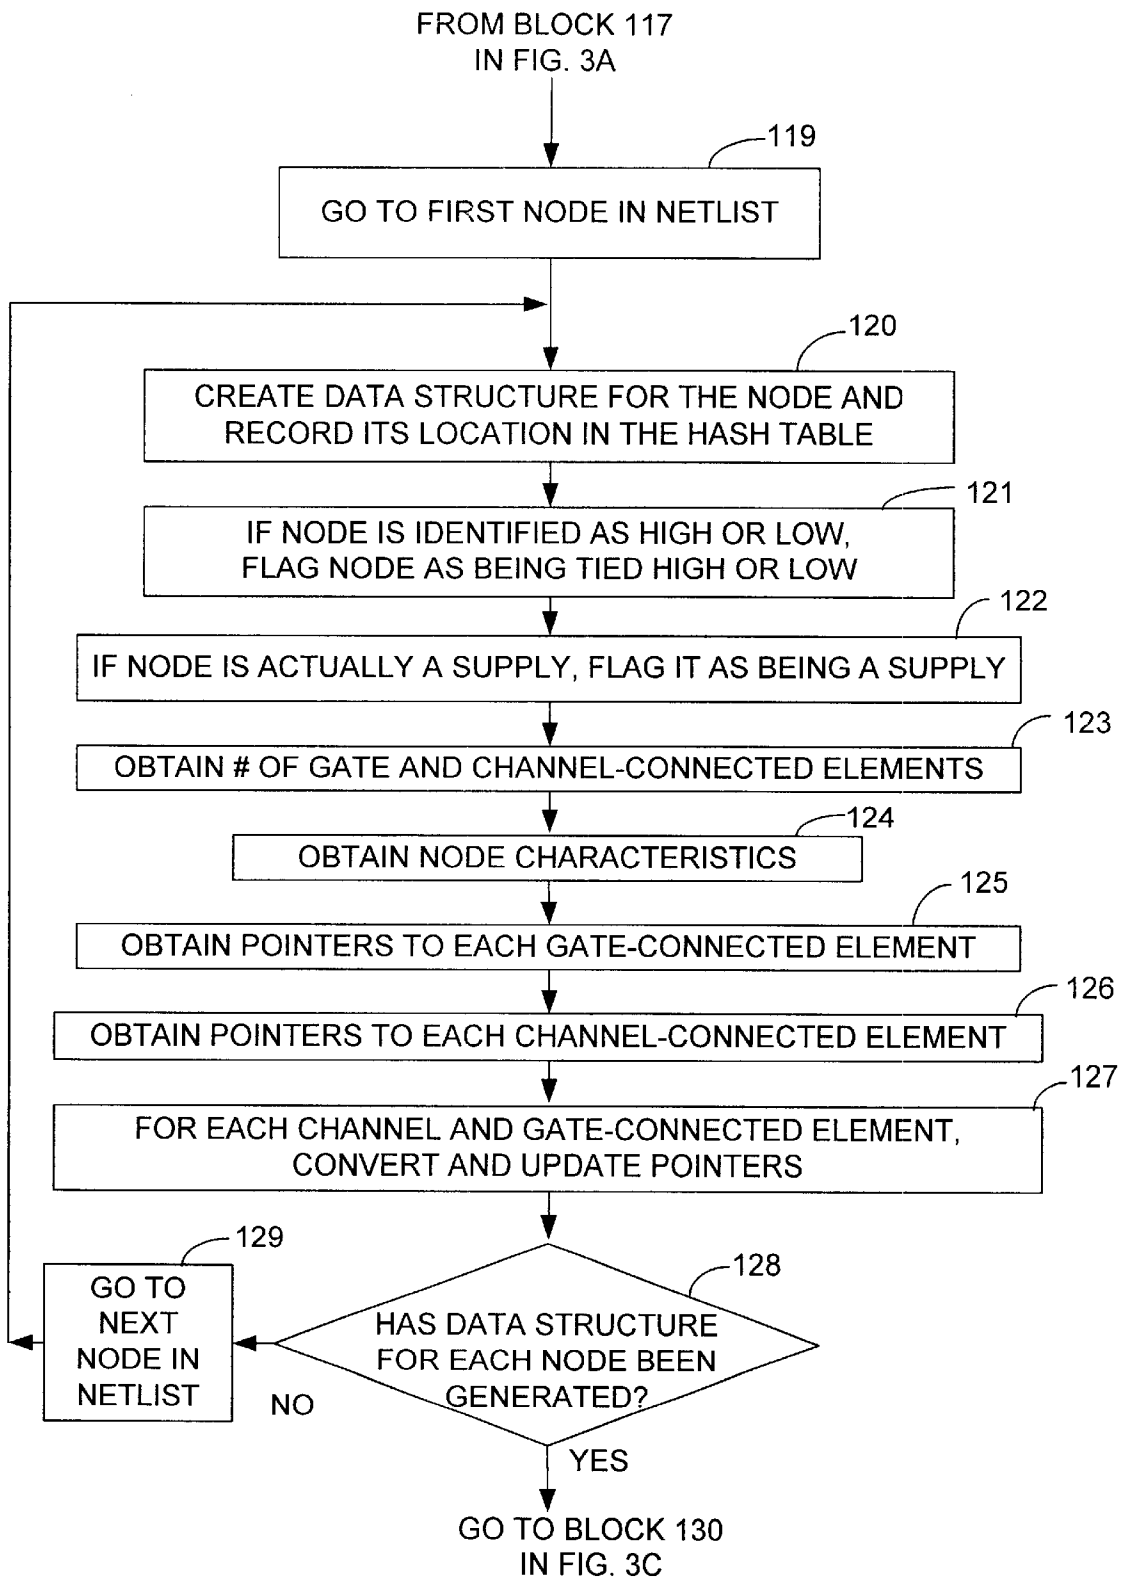 FROM BLOCK 117
IN FIG. 3A
119
GO TO FIRST NODE IN NETLIST
120
CREATE DATA STRUCTURE FOR THE NODE AND
RECORD ITS LOCATION IN THE HASH TABLE
121
IF NODE IS IDENTIFIED AS HIGH OR LOW,
FLAG NODE AS BEING TIED HIGH OR LOW
122
IF NODE IS ACTUALLY A SUPPLY, FLAG IT AS BEING A SUPPLY
123
OBTAIN # OF GATE AND CHANNEL-CONNECTED ELEMENTS
124
OBTAIN NODE CHARACTERISTICS
125
OBTAIN POINTERS TO EACH GATE-CONNECTED ELEMENT
126
OBTAIN POINTERS TO EACH CHANNEL-CONNECTED ELEMENT
127
FOR EACH CHANNEL AND GATE-CONNECTED ELEMENT,
CONVERT AND UPDATE POINTERS
128
HAS DATA STRUCTURE
FOR EACH NODE BEEN
GENERATED?
129
GO TO
NEXT
NODE IN
NETLIST
NO
YES
GO TO BLOCK 130
IN FIG. 3C